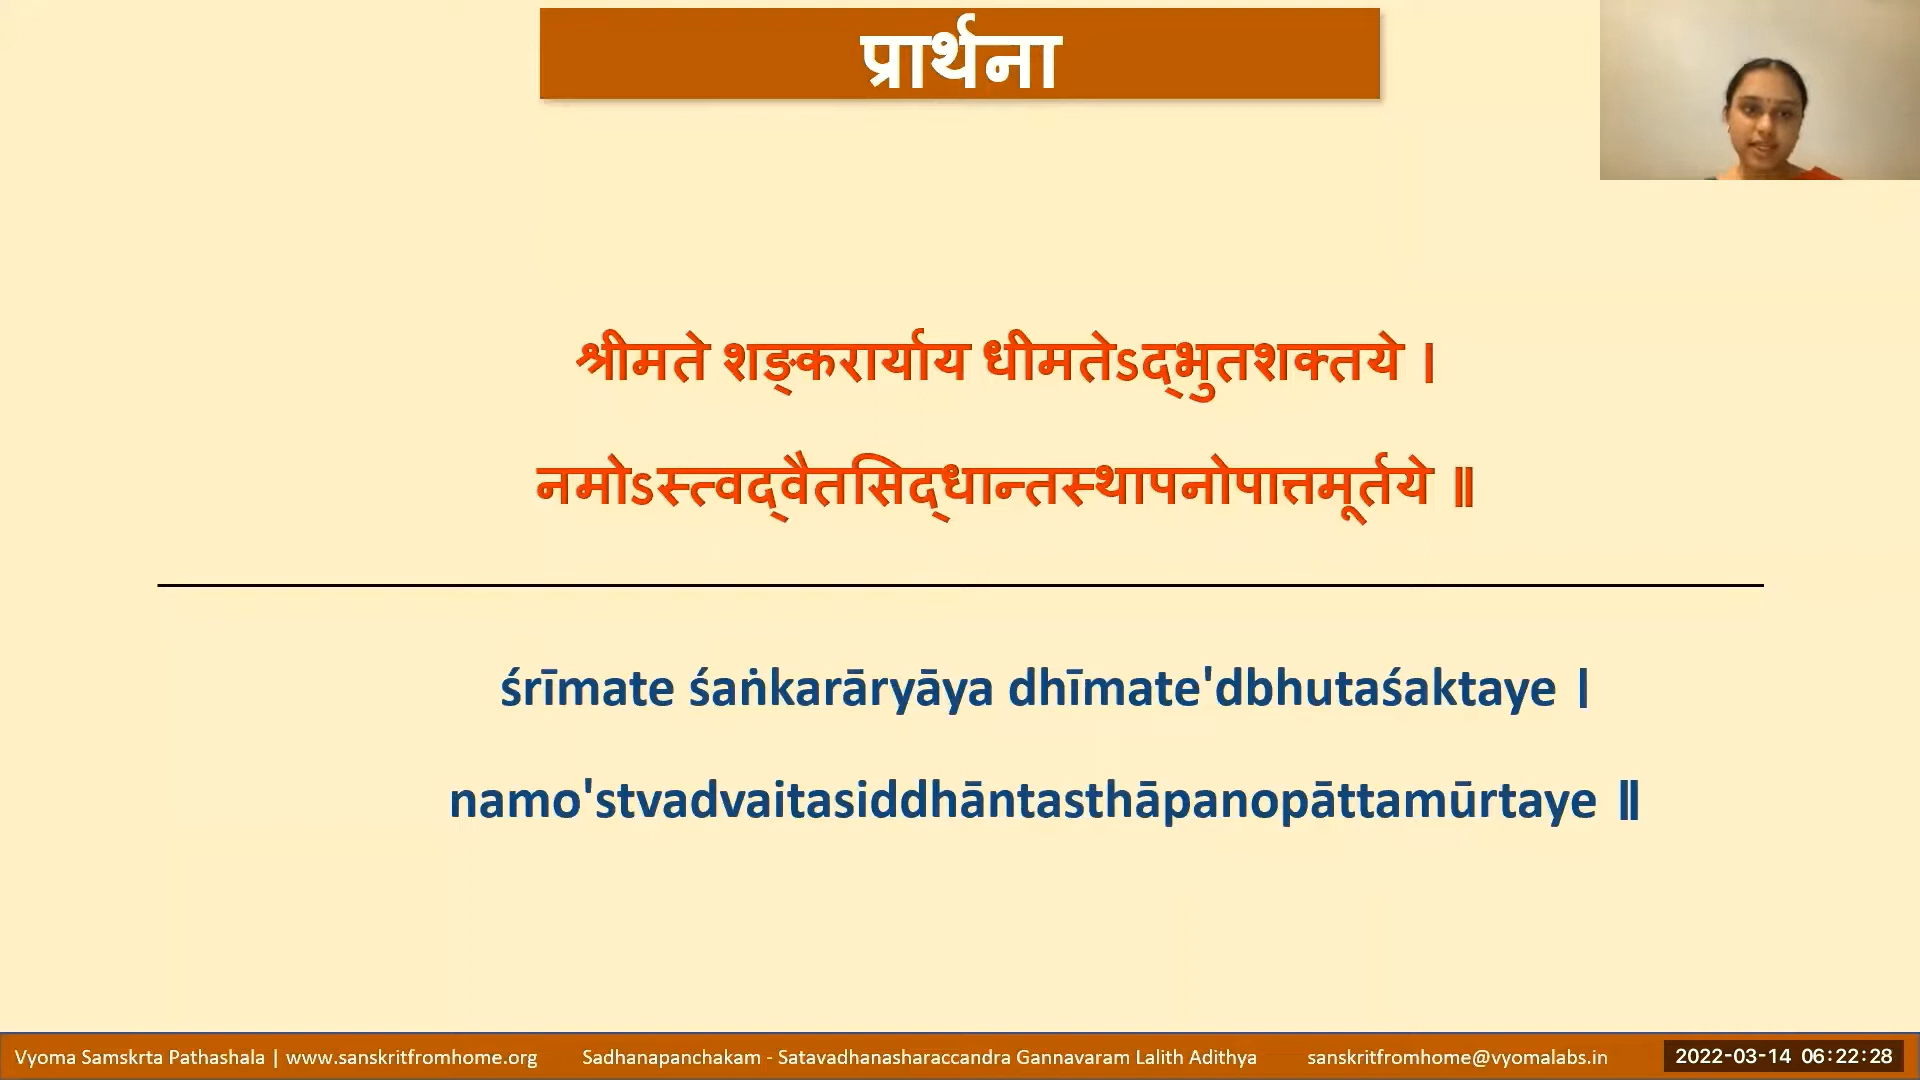 प्रार्थना
श्रीमते शङ्करार्याय धीमतेऽद्भुतशक्तये ।
नमोऽस्त्वद्वैतसिद्धान्तस्थापनोपात्तमूर्तये ॥
śrīmate śaṅkarāryāya dhīmate'dbhutaśaktaye ।
namo'stvadvaitasiddhāntasthāpanopāttamūrtaye ॥
Vyoma Samskrta Pathashala | www.sanskritfromhome.org Sadhanapanchakam - Satavadhanasharaccandra Gannavaram Lalith Adithya sanskritfromhome@vyomalabs.in 2022-03-14 06:22:28